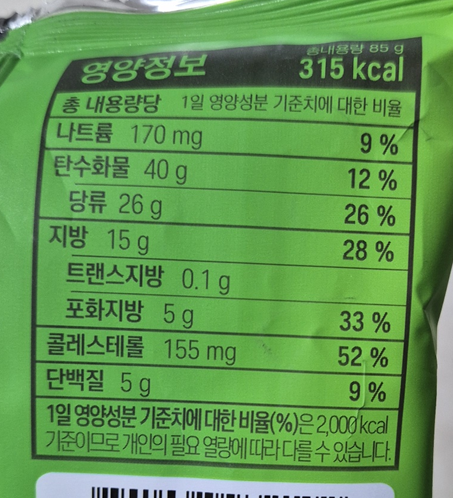 영양정보
총내용량 85 g
315 kcal
총 내용량당 1일 영양성분 기준치에 대한 비율
나트륨 170 mg 9 %
탄수화물 40 g 12 %
당류 26 g 26 %
지방 15 g 28 %
트랜스지방 0.1 g
포화지방 5 g 33 %
콜레스테롤 155 mg 52 %
단백질 5 g 9 %
1일 영양성분 기준치에 대한 비율(%)은 2,000 kcal
기준이므로 개인의 필요 열량에 따라 다를 수 있습니다.